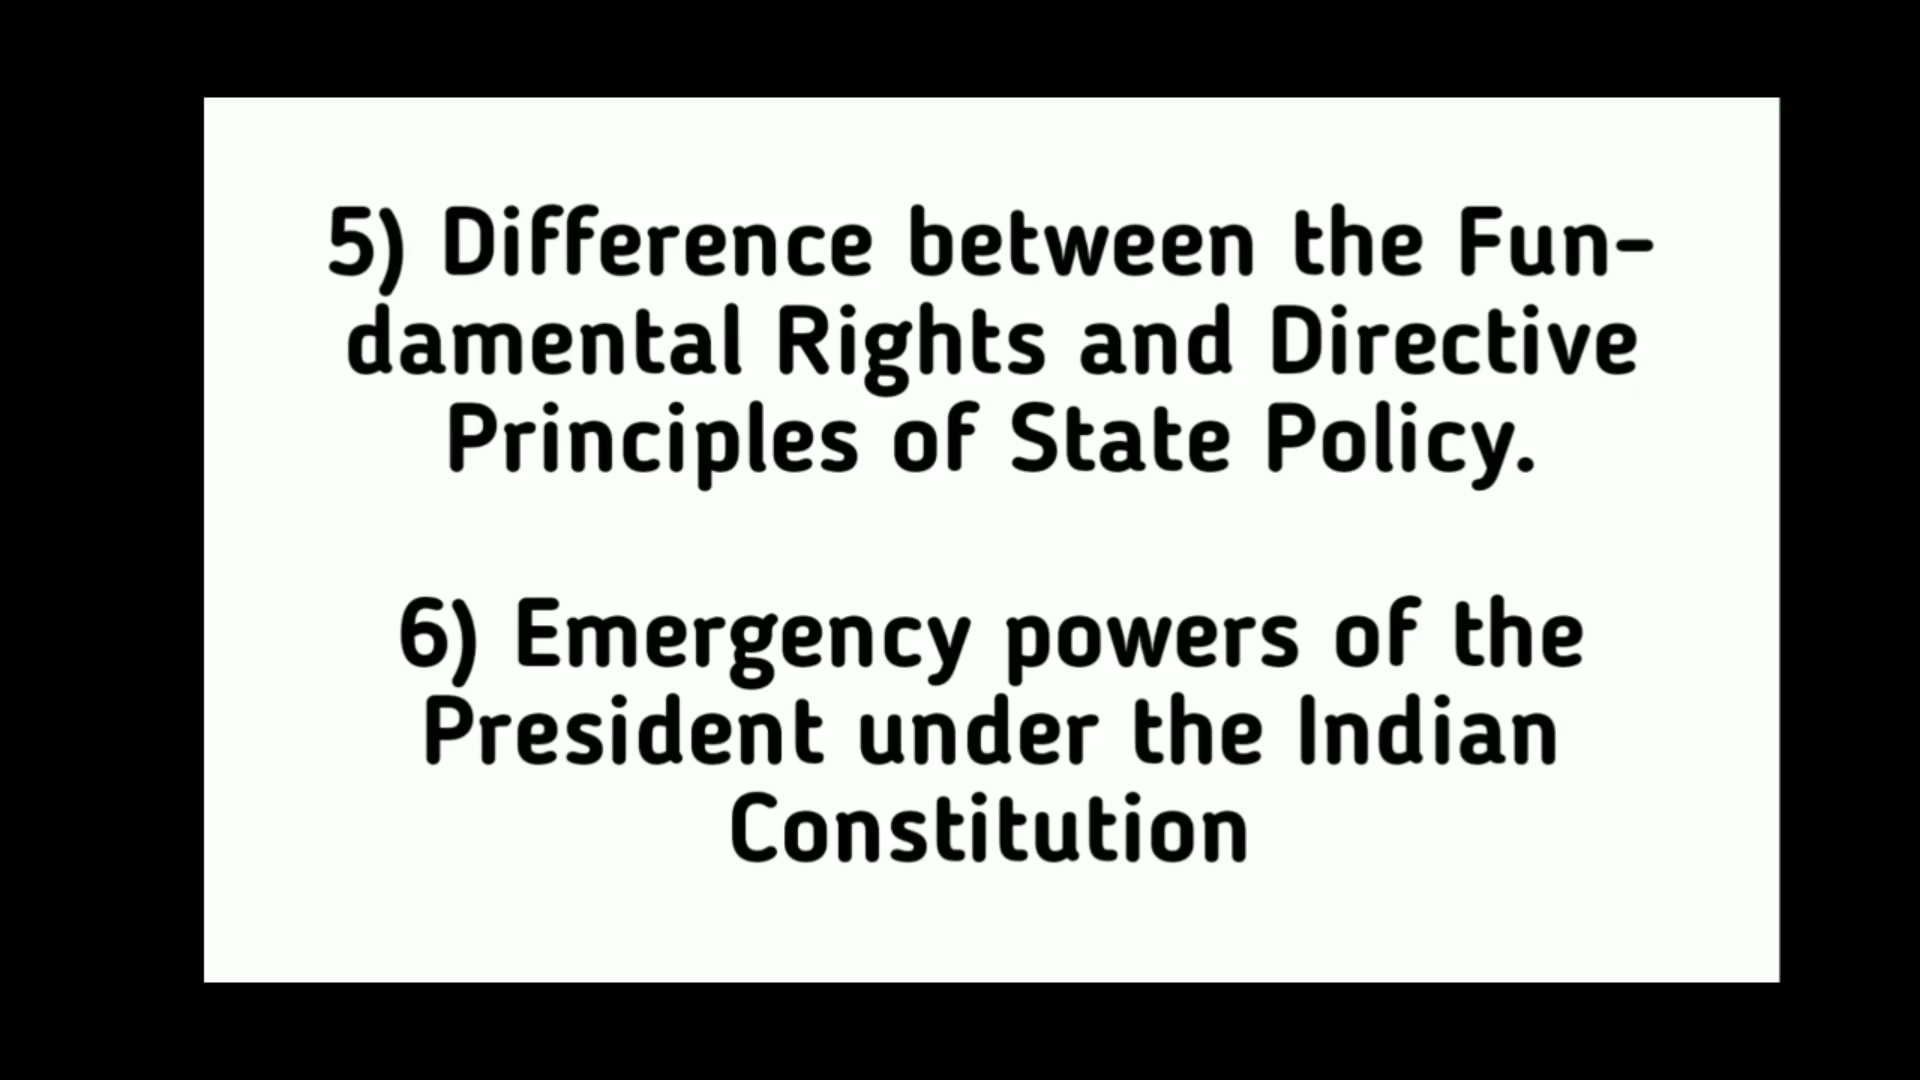 5) Difference between the Fun-
damental Rights and Directive
Principles of State Policy.
6) Emergency powers of the
President under the Indian
Constitution